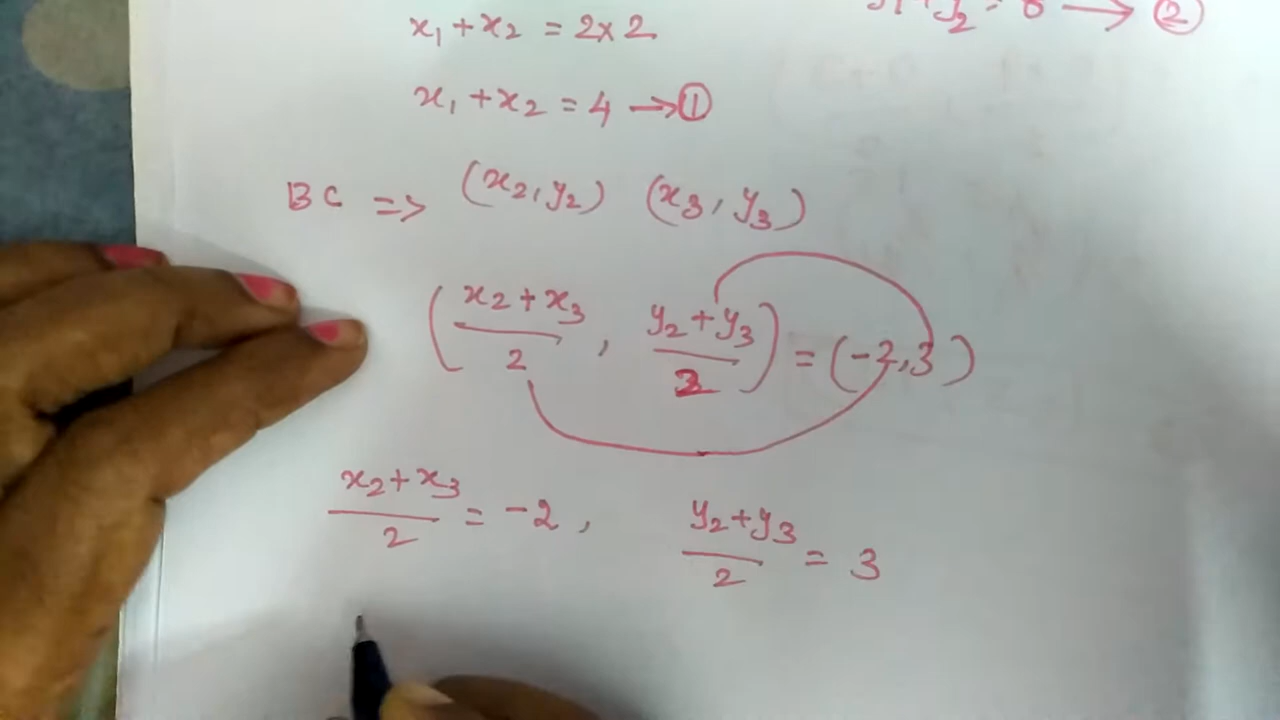 x₁ + x₂ = 2×2
x₁ + x₂ = 4 → ①
→ ②
BC => (x₂, y₂) (x₃, y₃)
((x₂ + x₃)/2, (y₂ + y₃)/2) = (-2, 3)
(x₂ + x₃)/2 = -2, (y₂ + y₃)/2 = 3